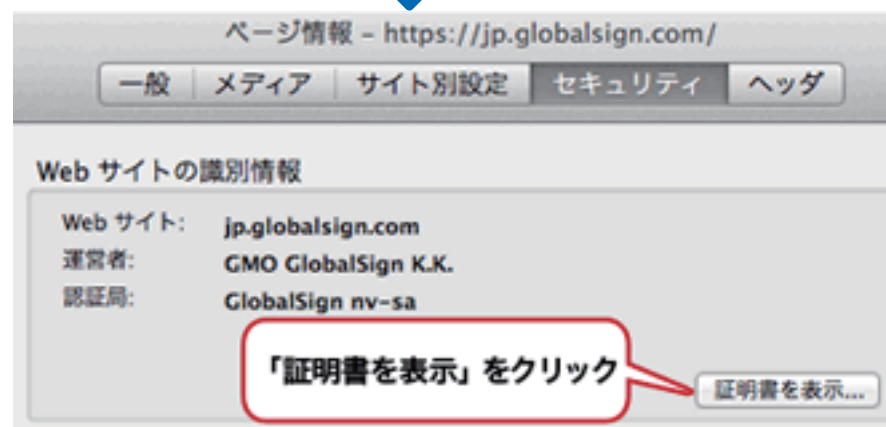 ページ情報 – https://jp.globalsign.com/
一般 メディア サイト別設定 セキュリティ ヘッダ
Web サイトの識別情報
Web サイト: jp.globalsign.com
運営者: GMO GlobalSign K.K.
認証局: GlobalSign nv-sa
「証明書を表示」をクリック
証明書を表示...